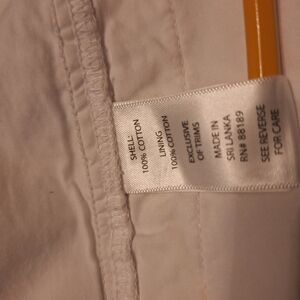 SHELL:
100% COTTON
LINING
100% COTTON
EXCLUSIVE
OF TRIMS
MADE IN
SRI LANKA
RN# 88189
SEE REVERSE
FOR CARE